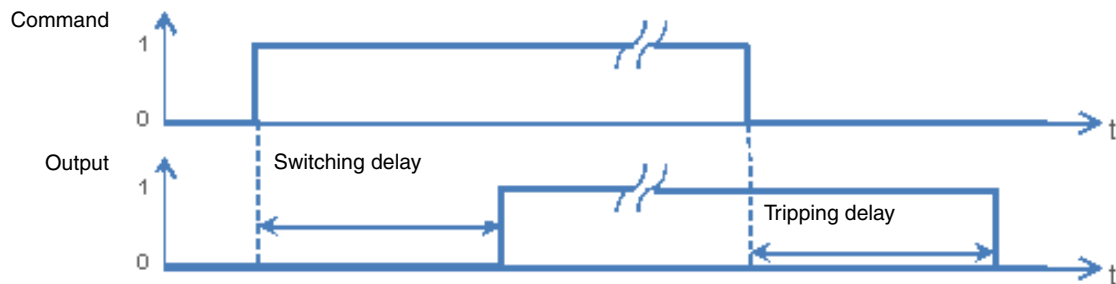 Command
1
0
t
Output
Switching delay
1
Tripping delay
0
t